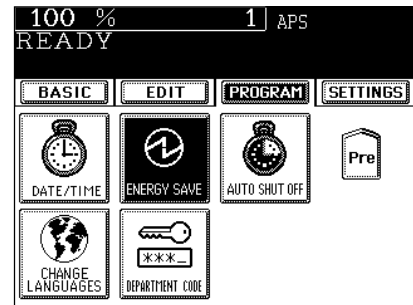 100 % 1 APS
READY
BASIC EDIT PROGRAM SETTINGS
DATE/TIME ENERGY SAVE AUTO SHUT OFF Pre
CHANGE
LANGUAGES
***_
DEPARTMENT CODE